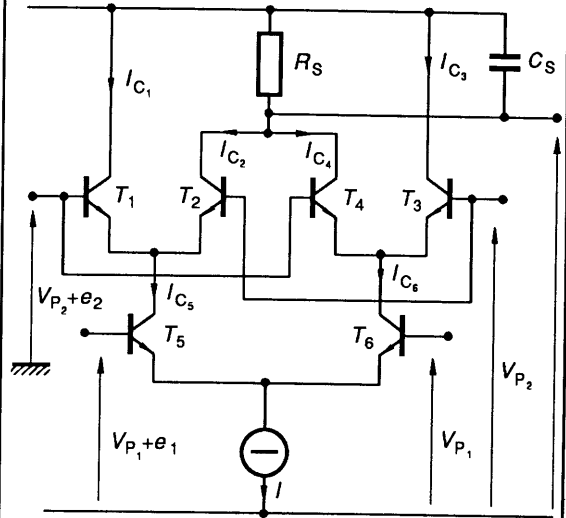 I_C1
R_S
I_C3
C_S
I_C2
I_C4
T_1
T_2
T_4
T_3
V_P2+e_2
I_C5
I_C6
T_5
T_6
V_P2
V_P1+e_1
V_P1
I